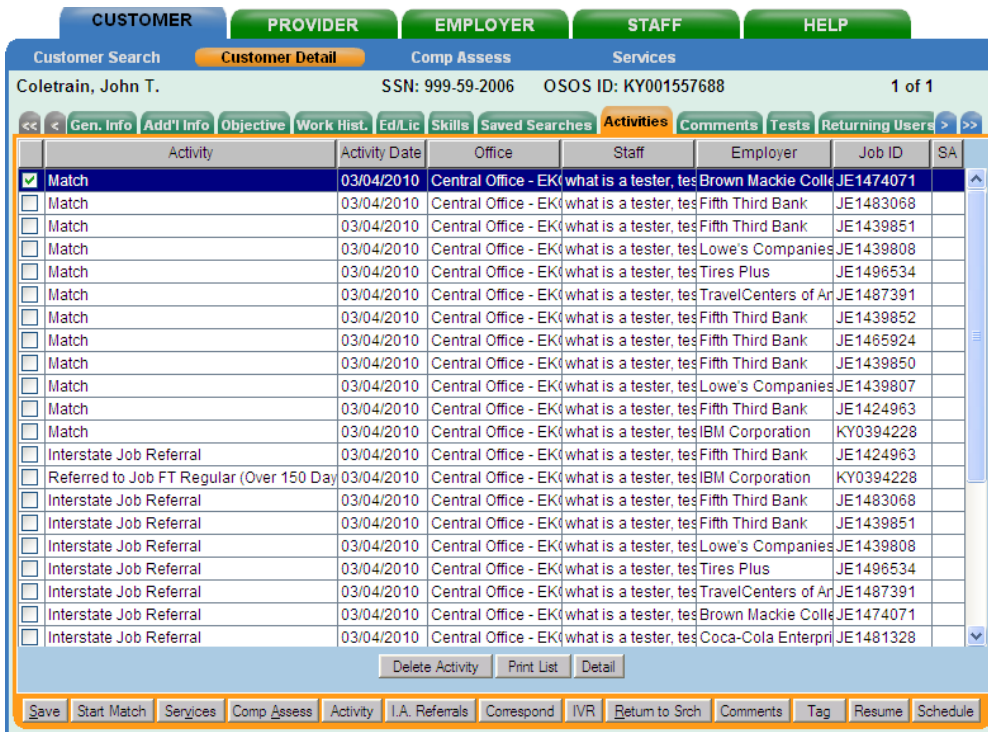 CUSTOMER PROVIDER EMPLOYER STAFF HELP
Customer Search Customer Detail Comp Assess Services
Coletrain, John T. SSN: 999-59-2006 OSOS ID: KY001557688 1 of 1
<< < Gen. Info Add'l Info Objective Work Hist. Ed/Lic Skills Saved Searches Activities Comments Tests Returning Users > >>
Activity Activity Date Office Staff Employer Job ID SA
Match 03/04/2010 Central Office - EK what is a tester, tes Brown Mackie Colle JE1474071
Match 03/04/2010 Central Office - EK what is a tester, tes Fifth Third Bank JE1483068
Match 03/04/2010 Central Office - EK what is a tester, tes Fifth Third Bank JE1439851
Match 03/04/2010 Central Office - EK what is a tester, tes Lowe's Companies JE1439808
Match 03/04/2010 Central Office - EK what is a tester, tes Tires Plus JE1496534
Match 03/04/2010 Central Office - EK what is a tester, tes TravelCenters of Ar JE1487391
Match 03/04/2010 Central Office - EK what is a tester, tes Fifth Third Bank JE1439852
Match 03/04/2010 Central Office - EK what is a tester, tes Fifth Third Bank JE1465924
Match 03/04/2010 Central Office - EK what is a tester, tes Fifth Third Bank JE1439850
Match 03/04/2010 Central Office - EK what is a tester, tes Lowe's Companies JE1439807
Match 03/04/2010 Central Office - EK what is a tester, tes Fifth Third Bank JE1424963
Match 03/04/2010 Central Office - EK what is a tester, tes IBM Corporation KY0394228
Interstate Job Referral 03/04/2010 Central Office - EK what is a tester, tes Fifth Third Bank JE1424963
Referred to Job FT Regular (Over 150 Day 03/04/2010 Central Office - EK what is a tester, tes IBM Corporation KY0394228
Interstate Job Referral 03/04/2010 Central Office - EK what is a tester, tes Fifth Third Bank JE1483068
Interstate Job Referral 03/04/2010 Central Office - EK what is a tester, tes Fifth Third Bank JE1439851
Interstate Job Referral 03/04/2010 Central Office - EK what is a tester, tes Lowe's Companies JE1439808
Interstate Job Referral 03/04/2010 Central Office - EK what is a tester, tes Tires Plus JE1496534
Interstate Job Referral 03/04/2010 Central Office - EK what is a tester, tes TravelCenters of Ar JE1487391
Interstate Job Referral 03/04/2010 Central Office - EK what is a tester, tes Brown Mackie Colle JE1474071
Interstate Job Referral 03/04/2010 Central Office - EK what is a tester, tes Coca-Cola Enterpri JE1481328
Delete Activity Print List Detail
Save Start Match Services Comp Assess Activity I.A. Referrals Correspond IVR Return to Srch Comments Tag Resume Schedule